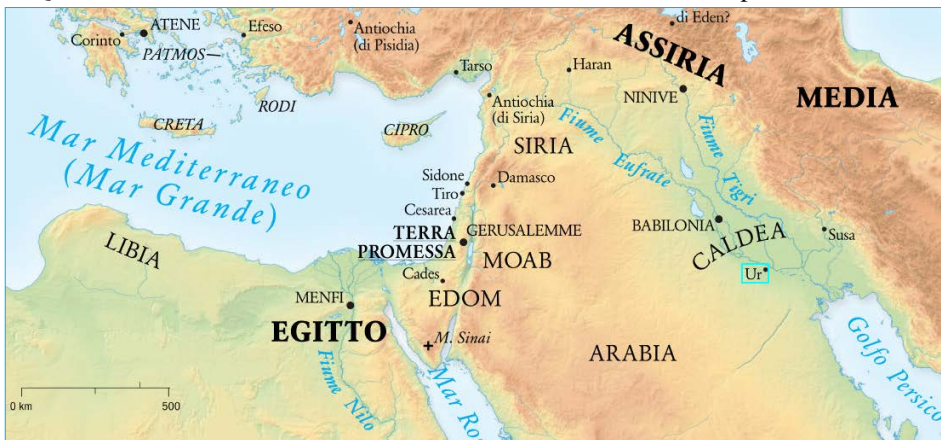 di Eden?
ATENE
Efeso
Antiochia
(di Pisidia)
Corinto
PATMOS
ASSIRIA
Tarso
Haran
RODI
NINIVE
MEDIA
Antiochia
(di Siria)
CRETA
CIPRO
Mar Mediterraneo
(Mar Grande)
SIRIA
Fiume Eufrate
Fiume Tigri
Sidone
Damasco
Tiro
Cesarea
BABILONIA
TERRA
PROMESSA
GERUSALEMME
CALDEA
Susa
LIBIA
MOAB
Cades
Ur
EDOM
MENFI
EGITTO
M. Sinai
ARABIA
Golfo Persico
Fiume Nilo
Mar Ro
0 km 500